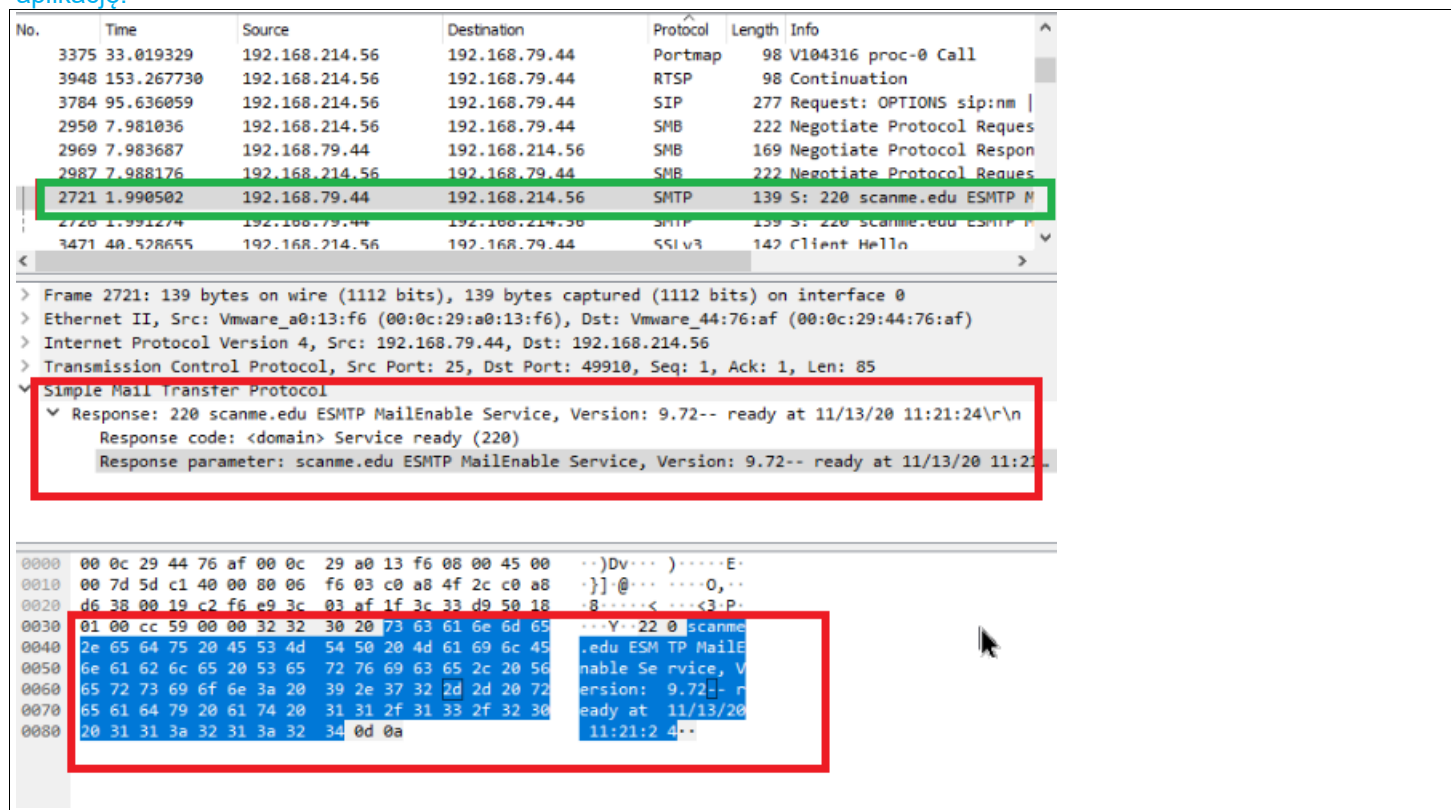 aplikację.
No. Time Source Destination Protocol Length Info
3375 33.019329 192.168.214.56 192.168.79.44 Portmap 98 V104316 proc-0 Call
3948 153.267730 192.168.214.56 192.168.79.44 RTSP 98 Continuation
3784 95.636059 192.168.214.56 192.168.79.44 SIP 277 Request: OPTIONS sip:nm |
2950 7.981036 192.168.214.56 192.168.79.44 SMB 222 Negotiate Protocol Reques
2969 7.983687 192.168.79.44 192.168.214.56 SMB 169 Negotiate Protocol Respon
2987 7.988176 192.168.214.56 192.168.79.44 SMB 222 Negotiate Protocol Reques
2721 1.990502 192.168.79.44 192.168.214.56 SMTP 139 S: 220 scanme.edu ESMTP M
2726 1.991274 192.168.79.44 192.168.214.56 SMTP 139 S: 220 scanme.edu ESMTP M
3471 40.528655 192.168.214.56 192.168.79.44 SSLv3 142 Client Hello
> Frame 2721: 139 bytes on wire (1112 bits), 139 bytes captured (1112 bits) on interface 0
> Ethernet II, Src: Vmware_a0:13:f6 (00:0c:29:a0:13:f6), Dst: Vmware_44:76:af (00:0c:29:44:76:af)
> Internet Protocol Version 4, Src: 192.168.79.44, Dst: 192.168.214.56
> Transmission Control Protocol, Src Port: 25, Dst Port: 49910, Seq: 1, Ack: 1, Len: 85
Simple Mail Transfer Protocol
Response: 220 scanme.edu ESMTP MailEnable Service, Version: 9.72-- ready at 11/13/20 11:21:24\r\n
Response code: <domain> Service ready (220)
Response parameter: scanme.edu ESMTP MailEnable Service, Version: 9.72-- ready at 11/13/20 11:21…
0000 00 0c 29 44 76 af 00 0c 29 a0 13 f6 08 00 45 00 ··)Dv··· )·····E·
0010 00 7d 5d c1 40 00 80 06 f6 03 c0 a8 4f 2c c0 a8 ·}]·@··· ····O,··
0020 d6 38 00 19 c2 f6 e9 3c 03 af 1f 3c 33 d9 50 18 ·8·····< ···<3·P·
0030 01 00 cc 59 00 00 32 32 30 20 73 63 61 6e 6d 65 ···Y··22 0 scanme
0040 2e 65 64 75 20 45 53 4d 54 50 20 4d 61 69 6c 45 .edu ESM TP MailE
0050 6e 61 62 6c 65 20 53 65 72 76 69 63 65 2c 20 56 nable Se rvice, V
0060 65 72 73 69 6f 6e 3a 20 39 2e 37 32 2d 2d 20 72 ersion: 9.72-- r
0070 65 61 64 79 20 61 74 20 31 31 2f 31 33 2f 32 30 eady at 11/13/20
0080 20 31 31 3a 32 31 3a 32 34 0d 0a 11:21:2 4··